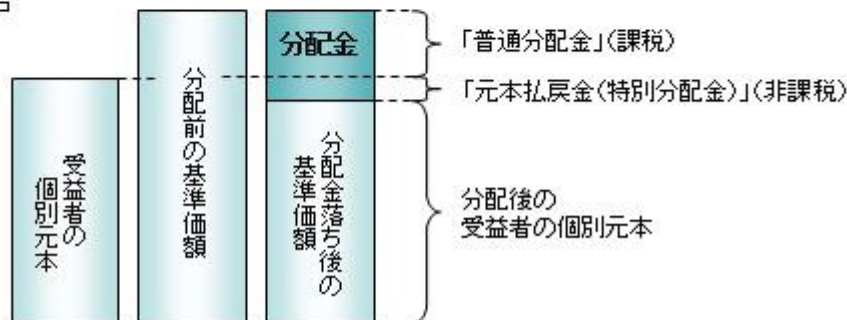 受益者の
個別元本
分配前の基準価額
分配金
分配金落ち後の
基準価額
「普通分配金」(課税)
「元本払戻金(特別分配金)」(非課税)
分配後の
受益者の個別元本